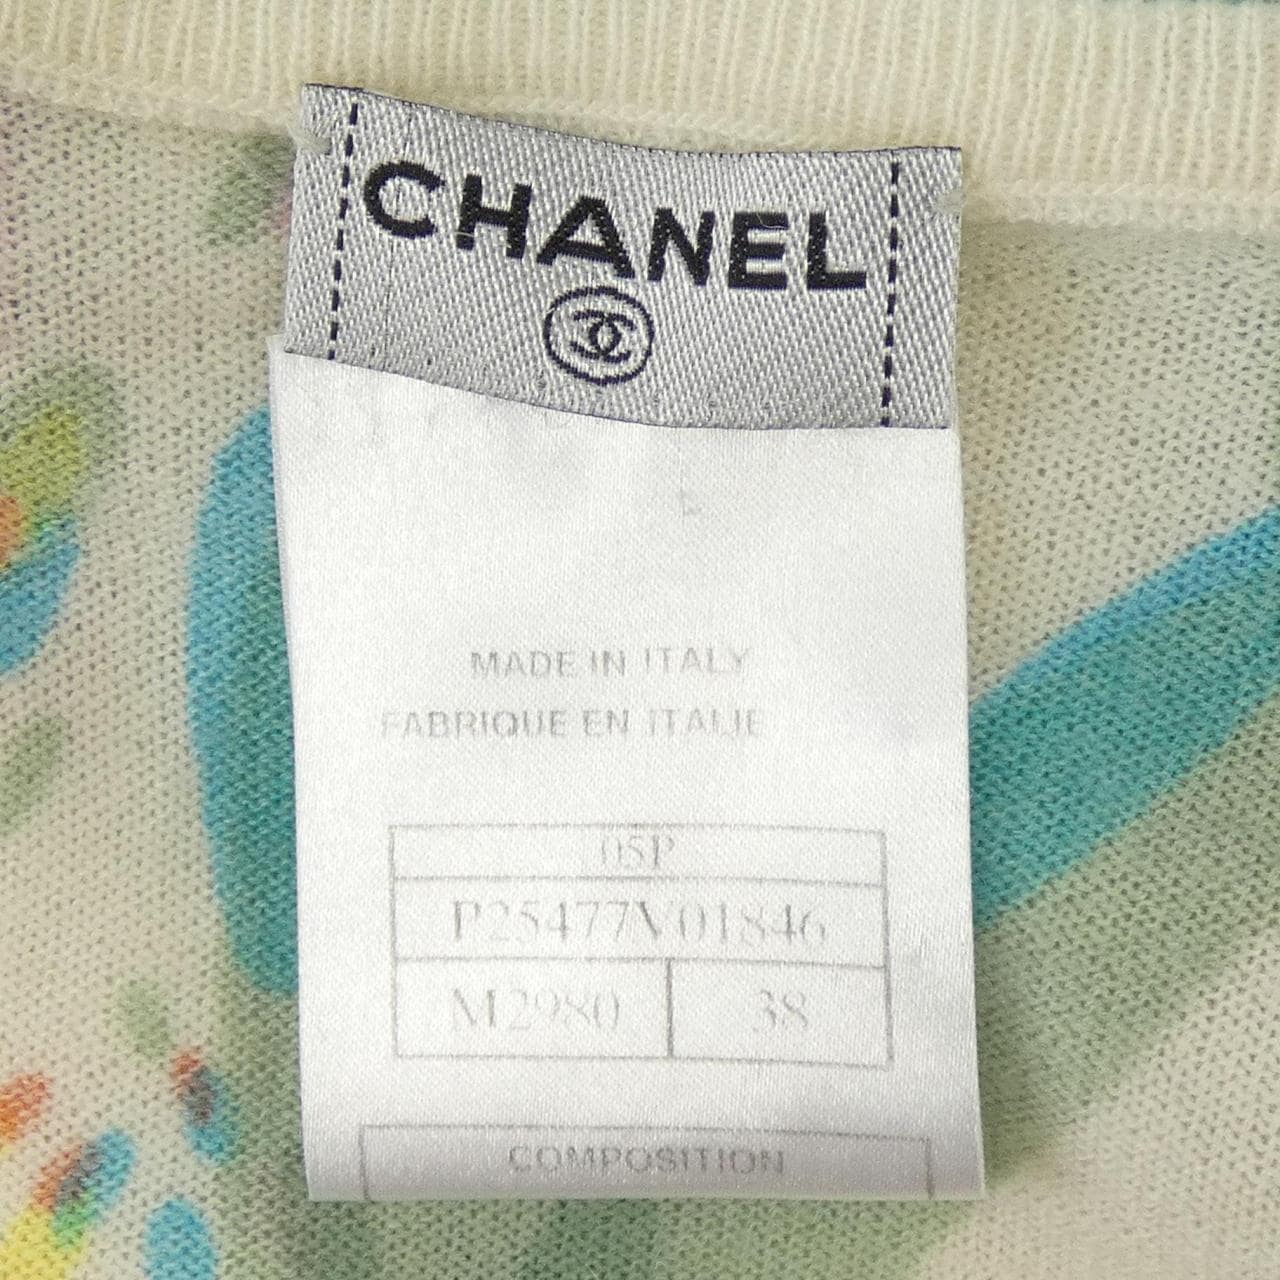 CHANEL
MADE IN ITALY
FABRIQUE EN ITALIE
05P
P25477V01846
M2980 38
COMPOSITION